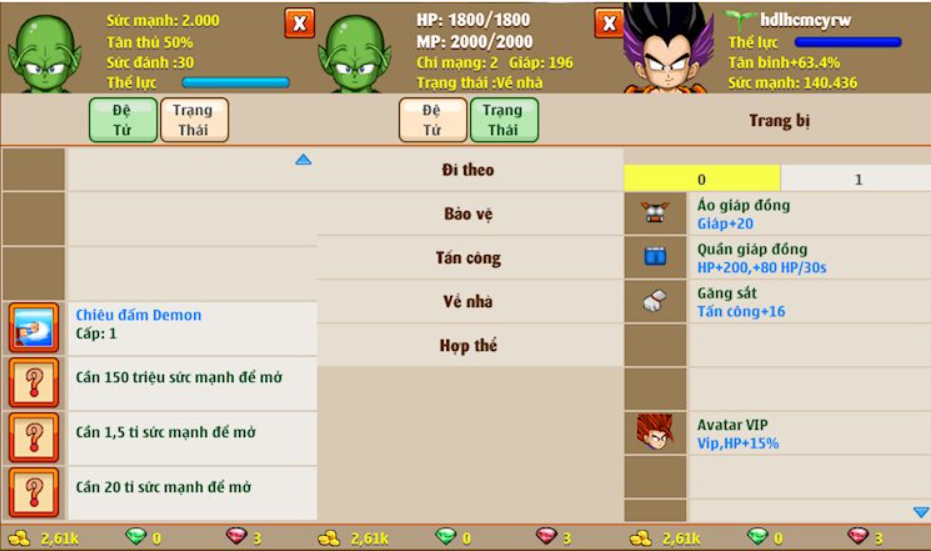 Sức mạnh: 2.000
Tân thủ 50%
Sức đánh :30
Thể lực
X
Đệ
Tử
Trạng
Thái
Chiêu đấm Demon
Cấp: 1
Cần 150 triệu sức mạnh để mở
Cần 1,5 tỉ sức mạnh để mở
Cần 20 tỉ sức mạnh để mở
2,61k
0
3
HP: 1800/1800
MP: 2000/2000
Chí mạng: 2 Giáp: 196
Trạng thái :Về nhà
X
Đệ
Tử
Trạng
Thái
Đi theo
Bảo vệ
Tấn công
Về nhà
Hợp thể
2,61k
0
3
hdlhcmcyrw
Thể lực
Tân binh+63.4%
Sức mạnh: 140.436
Trang bị
0
1
Áo giáp đồng
Giáp+20
Quần giáp đồng
HP+200,+80 HP/30s
Găng sắt
Tấn công+16
Avatar VIP
Vip,HP+15%
2,61k
0
3